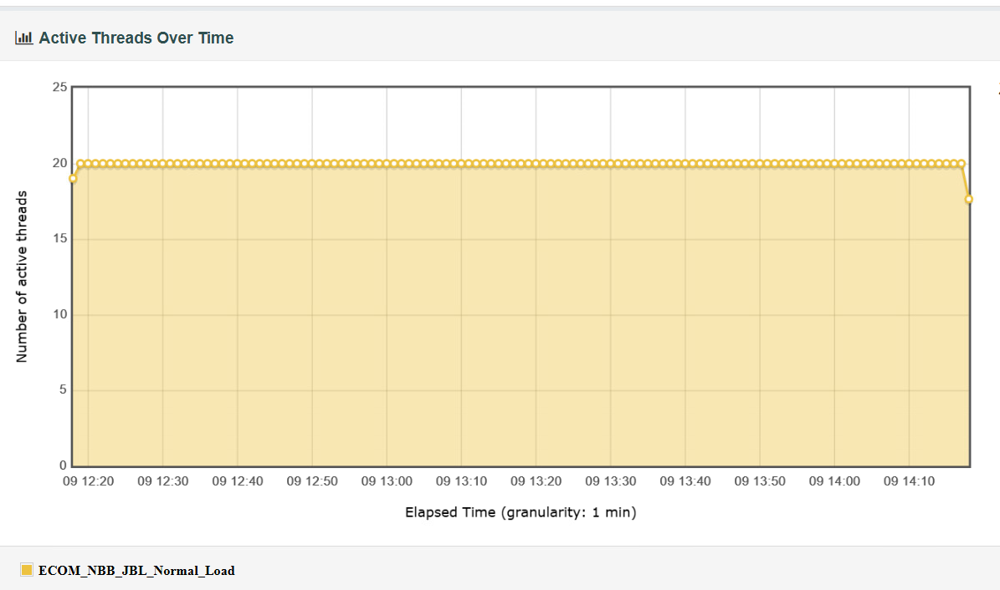 Active Threads Over Time
25
20
15
10
5
0
Number of active threads
09 12:20 09 12:30 09 12:40 09 12:50 09 13:00 09 13:10 09 13:20 09 13:30 09 13:40 09 13:50 09 14:00 09 14:10
Elapsed Time (granularity: 1 min)
ECOM_NBB_JBL_Normal_Load